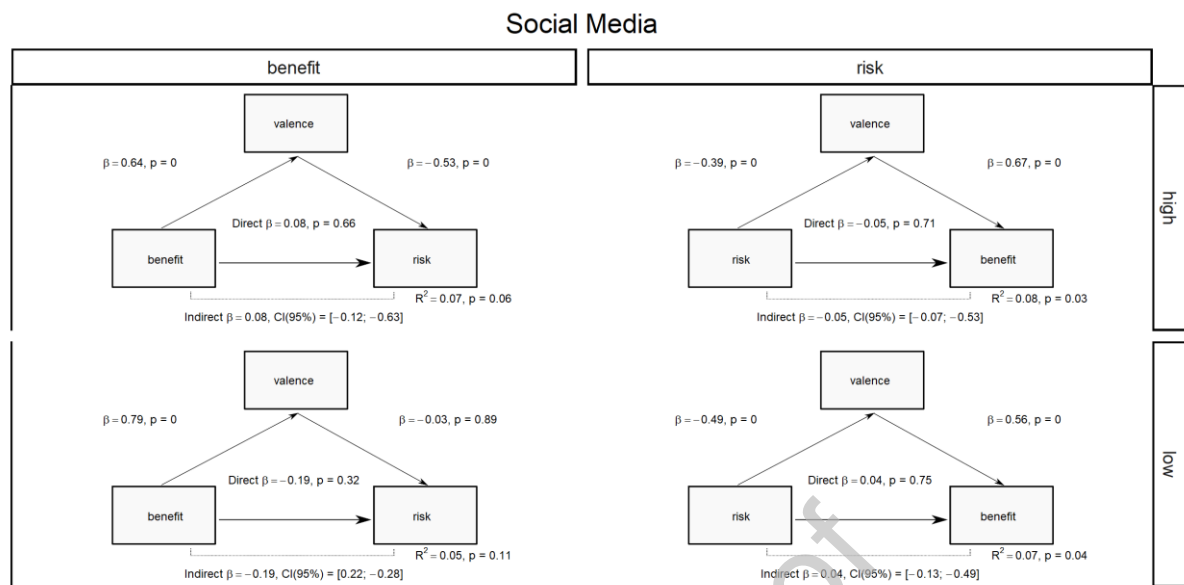 Social Media
benefit
risk
valence
β = 0.64, p = 0
β = −0.53, p = 0
Direct β = 0.08, p = 0.66
benefit
risk
R² = 0.07, p = 0.06
Indirect β = 0.08, CI(95%) = [−0.12; −0.63]
valence
β = −0.39, p = 0
β = 0.67, p = 0
Direct β = −0.05, p = 0.71
risk
benefit
R² = 0.08, p = 0.03
Indirect β = −0.05, CI(95%) = [−0.07; −0.53]
high
valence
β = 0.79, p = 0
β = −0.03, p = 0.89
Direct β = −0.19, p = 0.32
benefit
risk
R² = 0.05, p = 0.11
Indirect β = −0.19, CI(95%) = [0.22; −0.28]
valence
β = −0.49, p = 0
β = 0.56, p = 0
Direct β = 0.04, p = 0.75
risk
benefit
R² = 0.07, p = 0.04
Indirect β = 0.04, CI(95%) = [−0.13; −0.49]
low